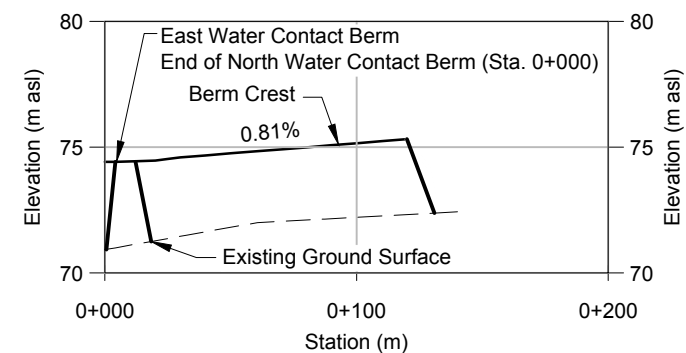 80
80
East Water Contact Berm
End of North Water Contact Berm (Sta. 0+000)
Berm Crest
0.81%
Elevation (m asl)
Elevation (m asl)
75
75
Existing Ground Surface
70
70
0+000
0+100
0+200
Station (m)